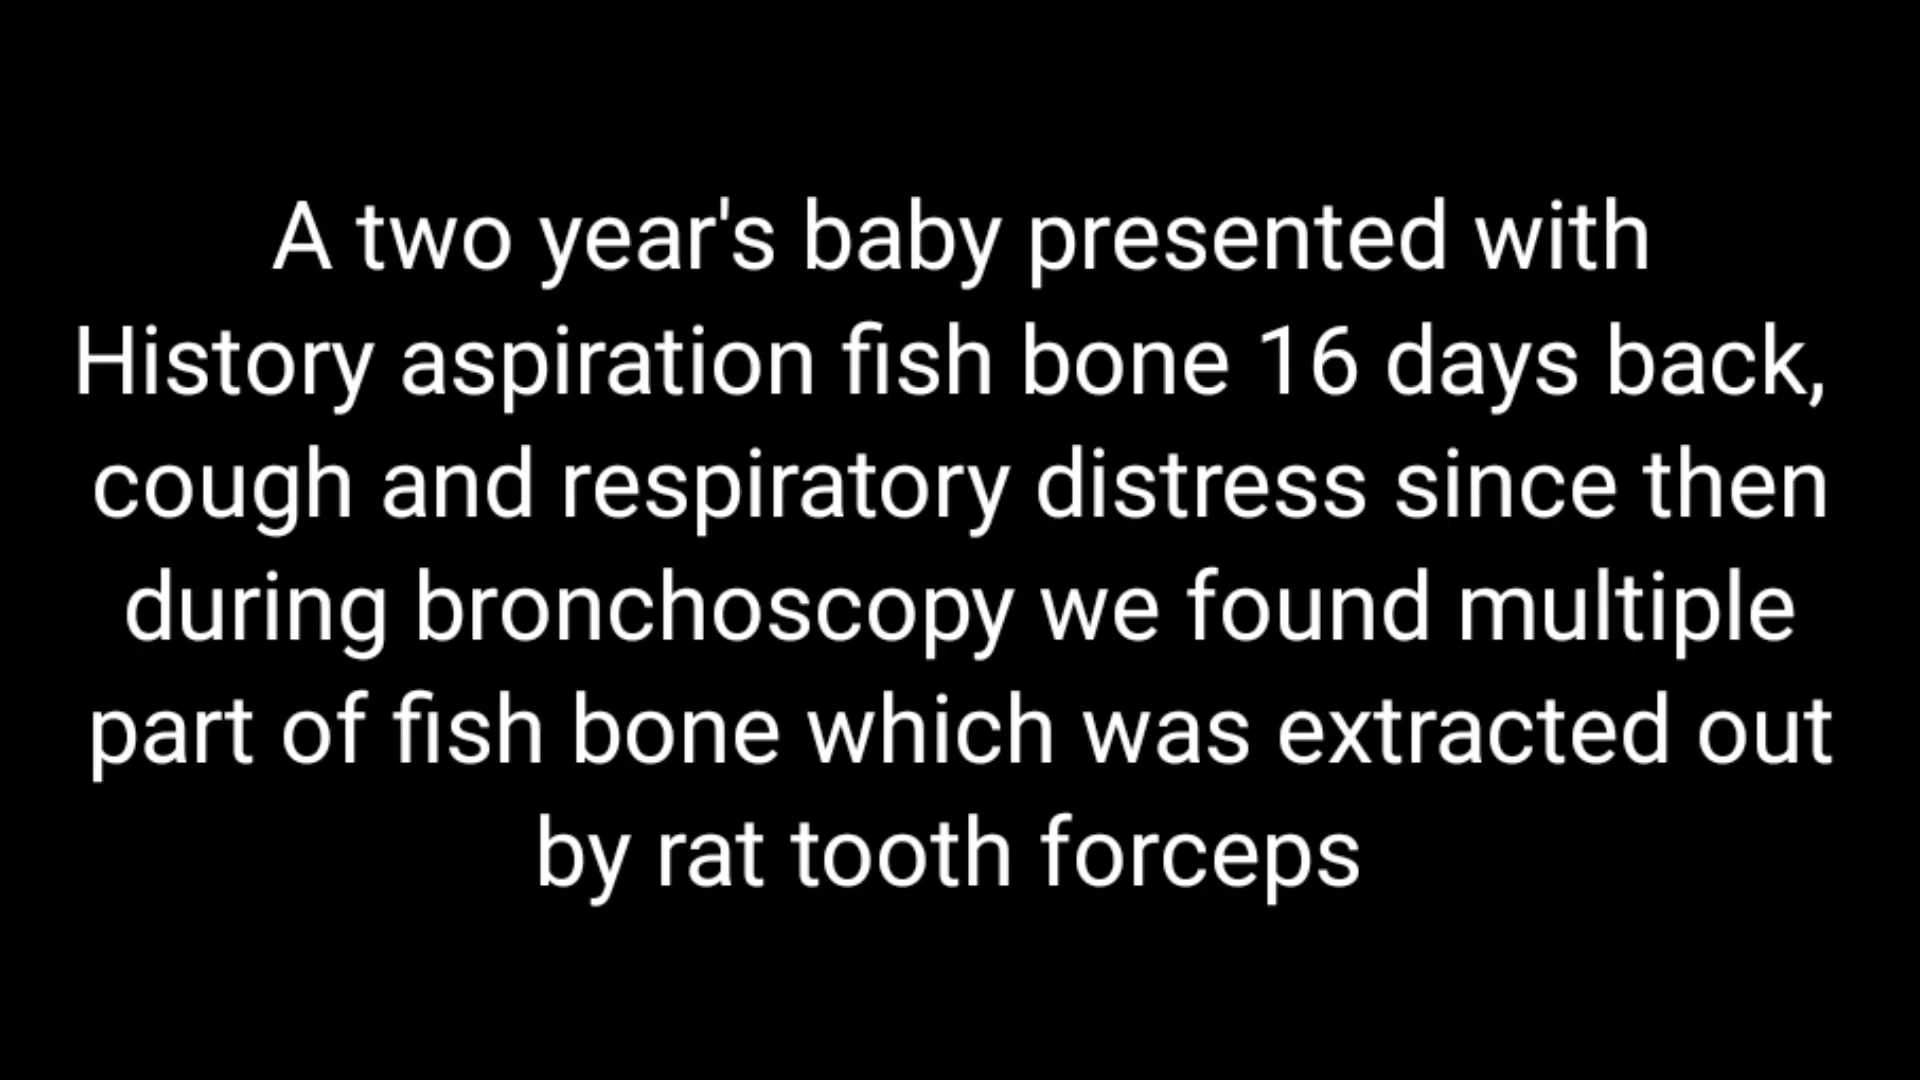 A two year's baby presented with
History aspiration fish bone 16 days back,
cough and respiratory distress since then
during bronchoscopy we found multiple
part of fish bone which was extracted out
by rat tooth forceps